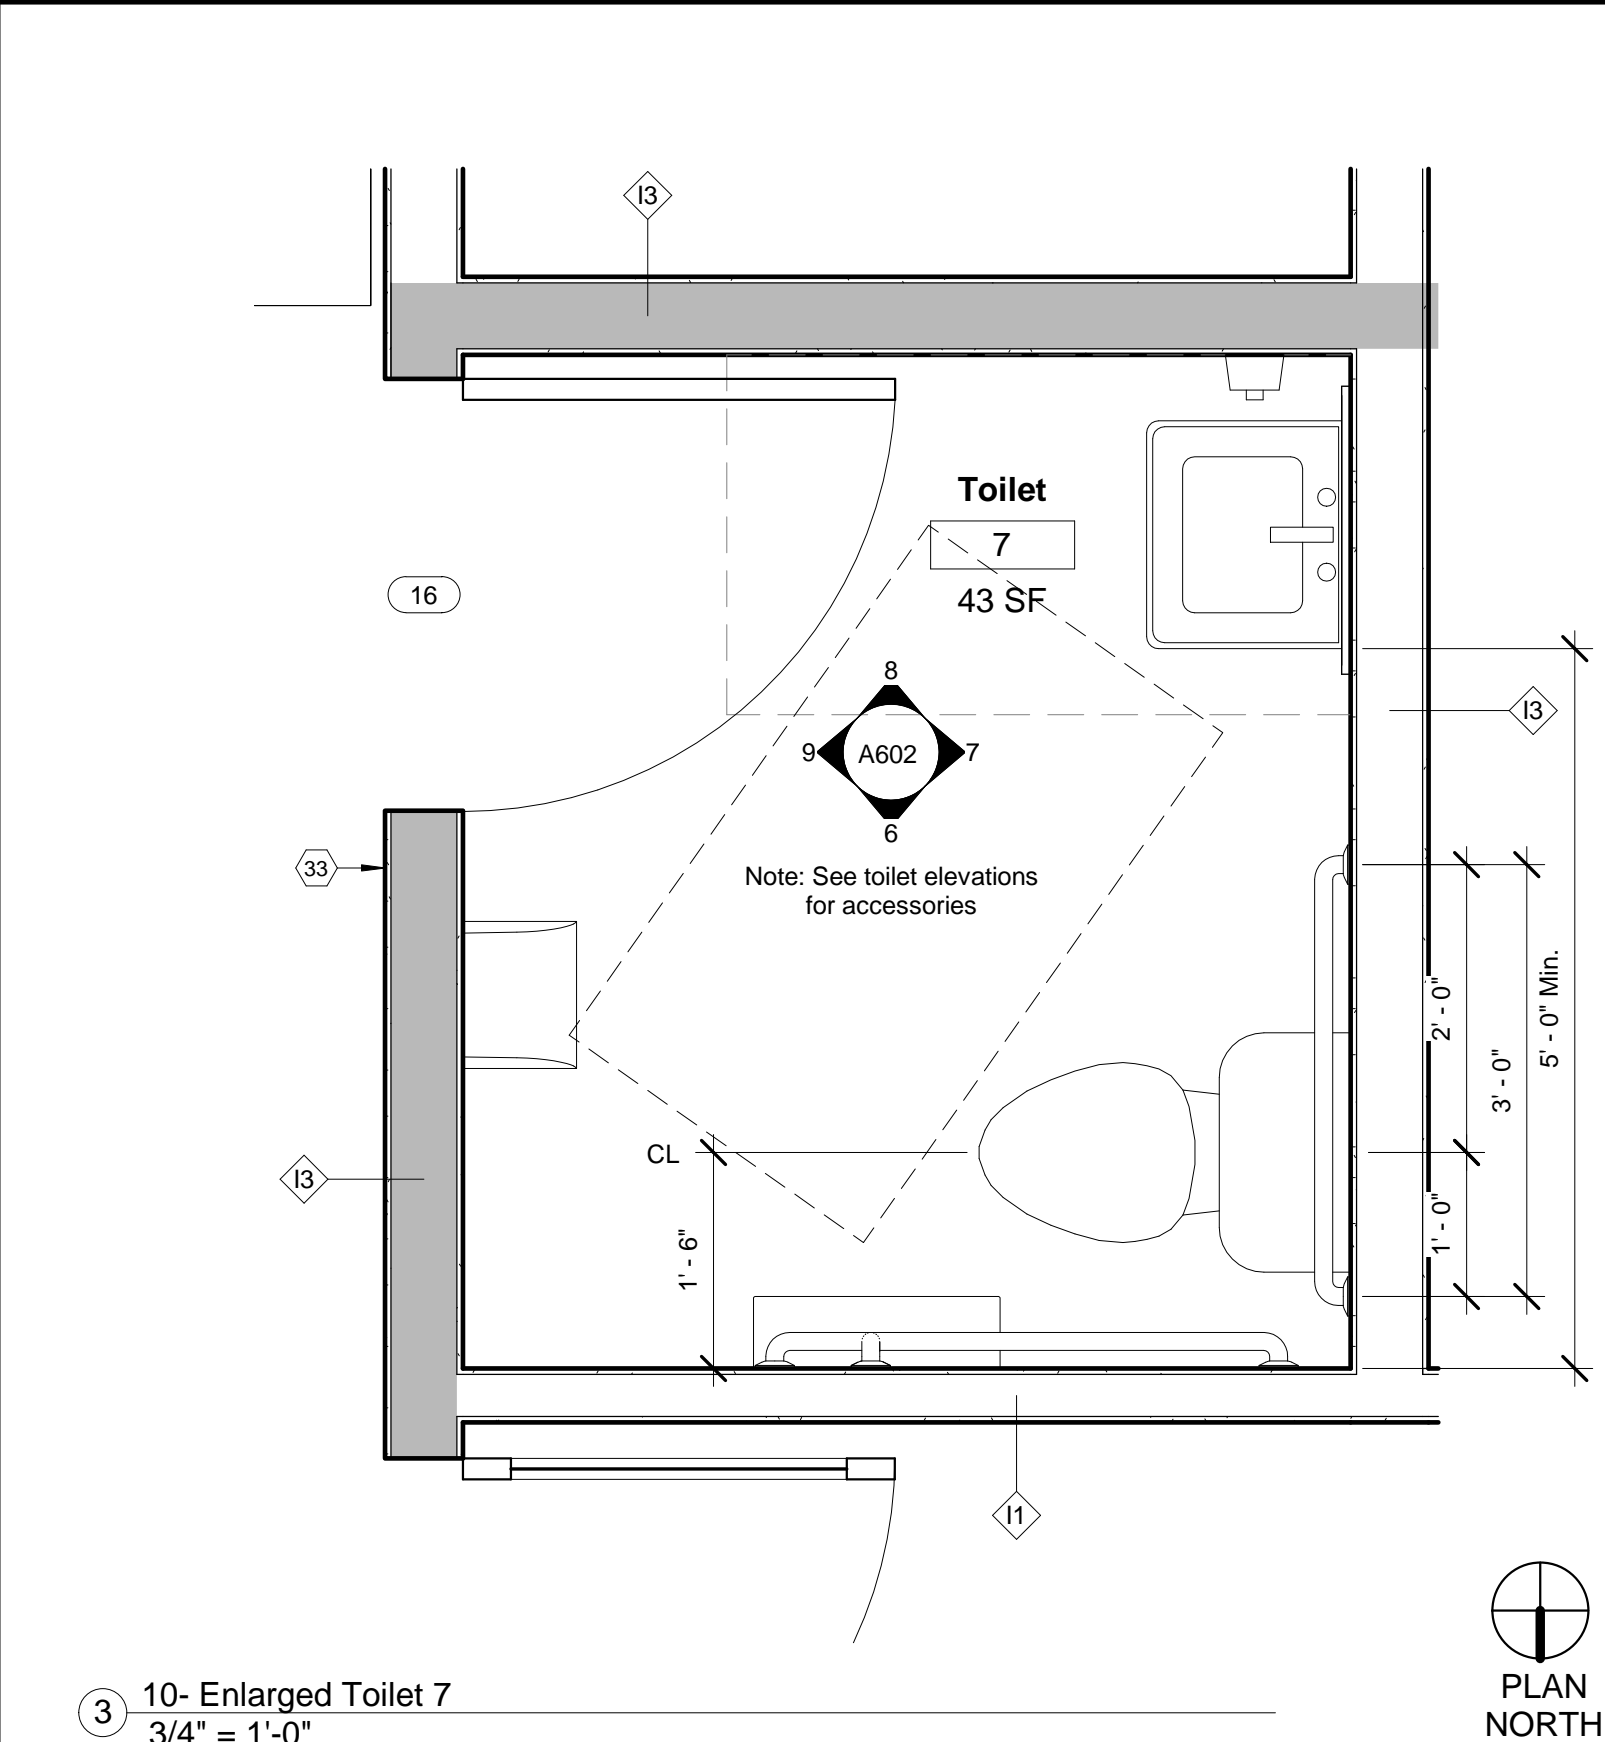 I3
Toilet
7
43 SF
16
8
9
A602
7
6
I3
33
Note: See toilet elevations
for accessories
2' - 0"
3' - 0"
5' - 0" Min.
CL
I3
1' - 6"
1' - 0"
I1
3
10- Enlarged Toilet 7
3/4" = 1'-0"
PLAN
NORTH